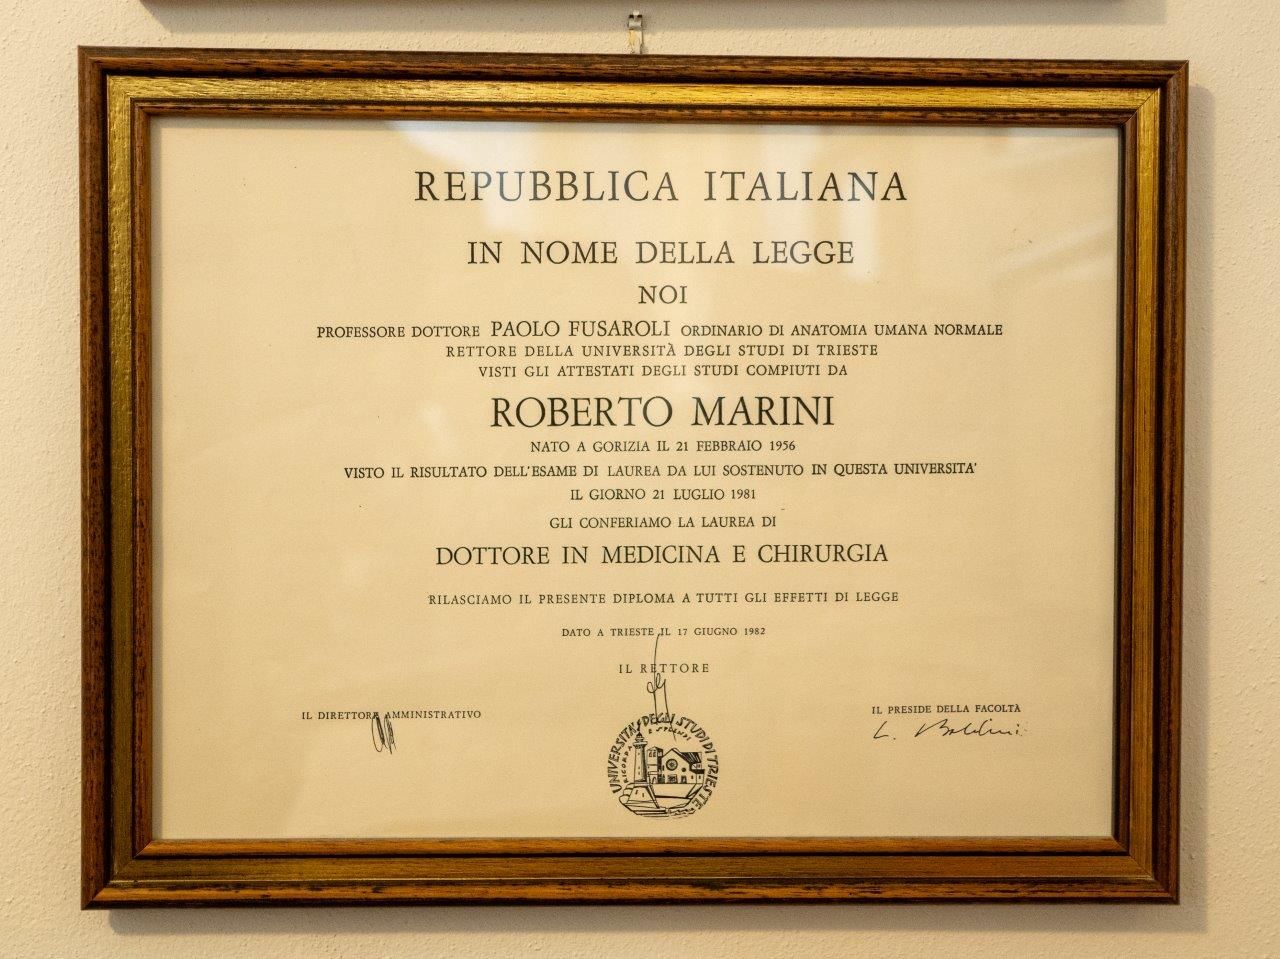 REPUBBLICA ITALIANA
IN NOME DELLA LEGGE
NOI
PROFESSORE DOTTORE PAOLO FUSAROLI ORDINARIO DI ANATOMIA UMANA NORMALE
RETTORE DELLA UNIVERSITÀ DEGLI STUDI DI TRIESTE
VISTI GLI ATTESTATI DEGLI STUDI COMPIUTI DA
ROBERTO MARINI
NATO A GORIZIA IL 21 FEBBRAIO 1956
VISTO IL RISULTATO DELL'ESAME DI LAUREA DA LUI SOSTENUTO IN QUESTA UNIVERSITA'
IL GIORNO 21 LUGLIO 1981
GLI CONFERIAMO LA LAUREA DI
DOTTORE IN MEDICINA E CHIRURGIA
RILASCIAMO IL PRESENTE DIPLOMA A TUTTI GLI EFFETTI DI LEGGE
DATO A TRIESTE IL 17 GIUGNO 1982
IL RETTORE
IL DIRETTORE AMMINISTRATIVO
IL PRESIDE DELLA FACOLTÀ
L. Baldini
UNIVERSITA' DEGLI STUDI DI TRIESTE